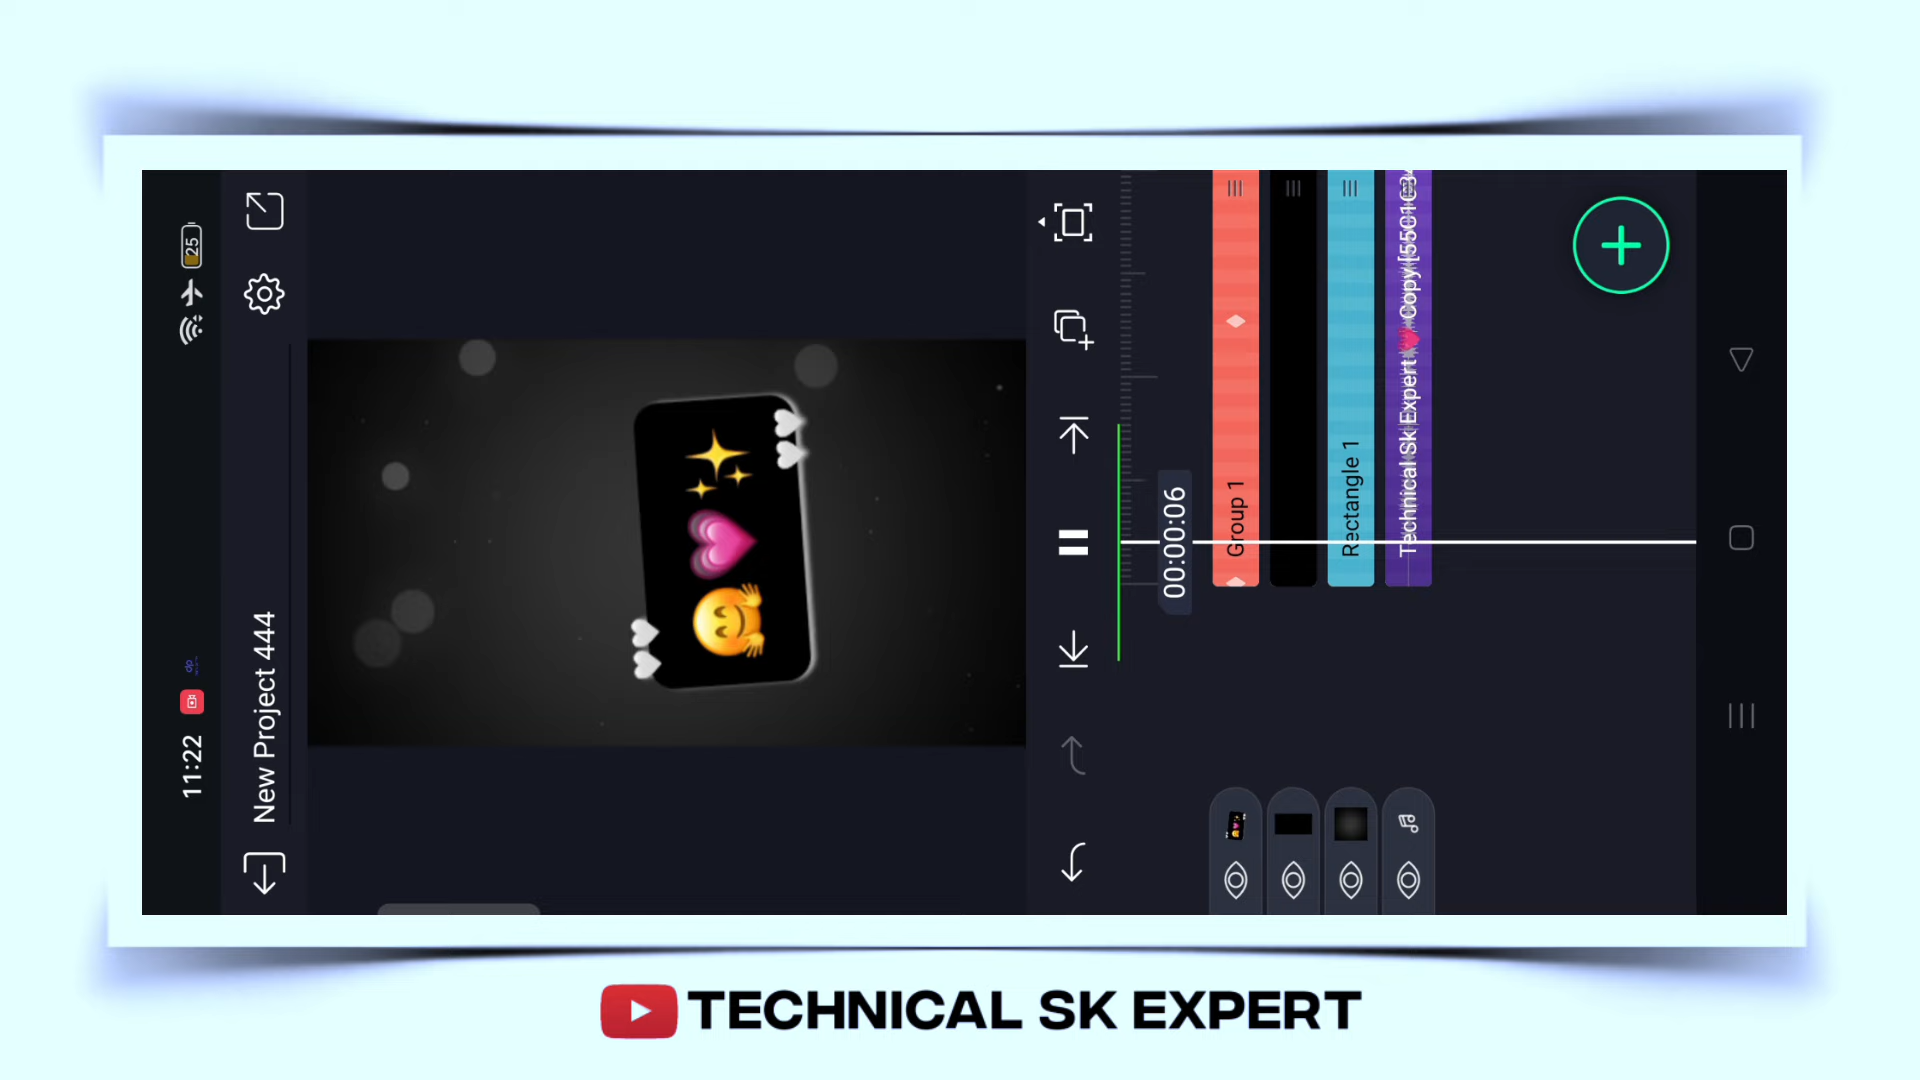 11:22
25
New Project 444
00:00:06
Group 1
Rectangle 1
Technical Sk Expert💗 Copy[5501C3
TECHNICAL SK EXPERT